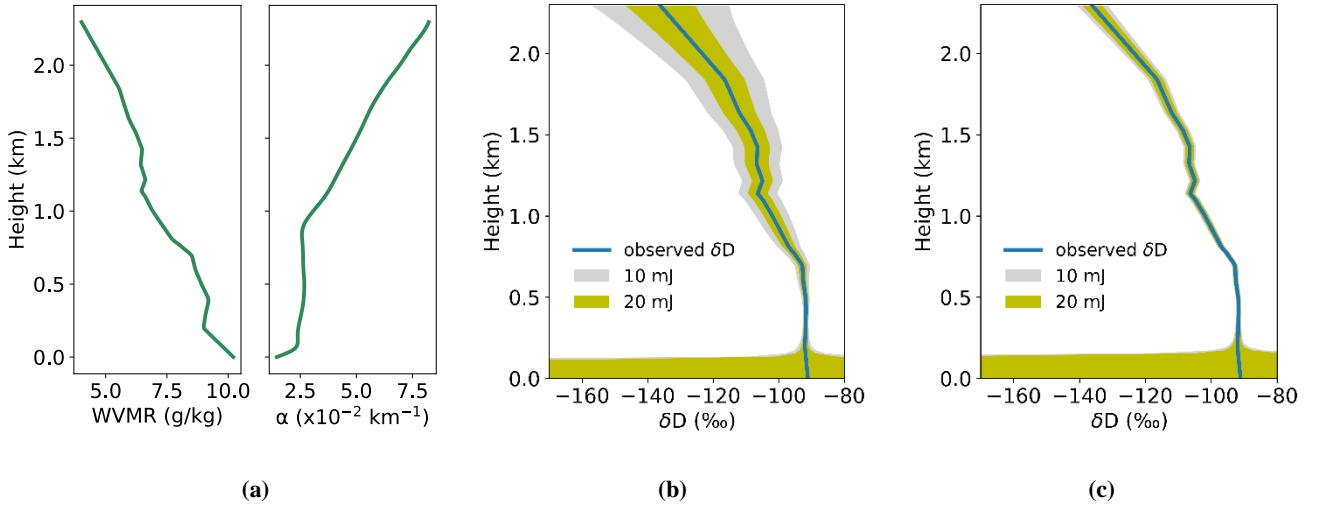 Height (km)
2.0
1.5
1.0
0.5
0.0
5.0 7.5 10.0
WVMR (g/kg)
2.5 5.0 7.5
α (x10⁻² km⁻¹)
(a)
Height (km)
2.0
1.5
1.0
0.5
0.0
observed δD
10 mJ
20 mJ
−160 −140 −120 −100 −80
δD (‰)
(b)
Height (km)
2.0
1.5
1.0
0.5
0.0
observed δD
10 mJ
20 mJ
−160 −140 −120 −100 −80
δD (‰)
(c)